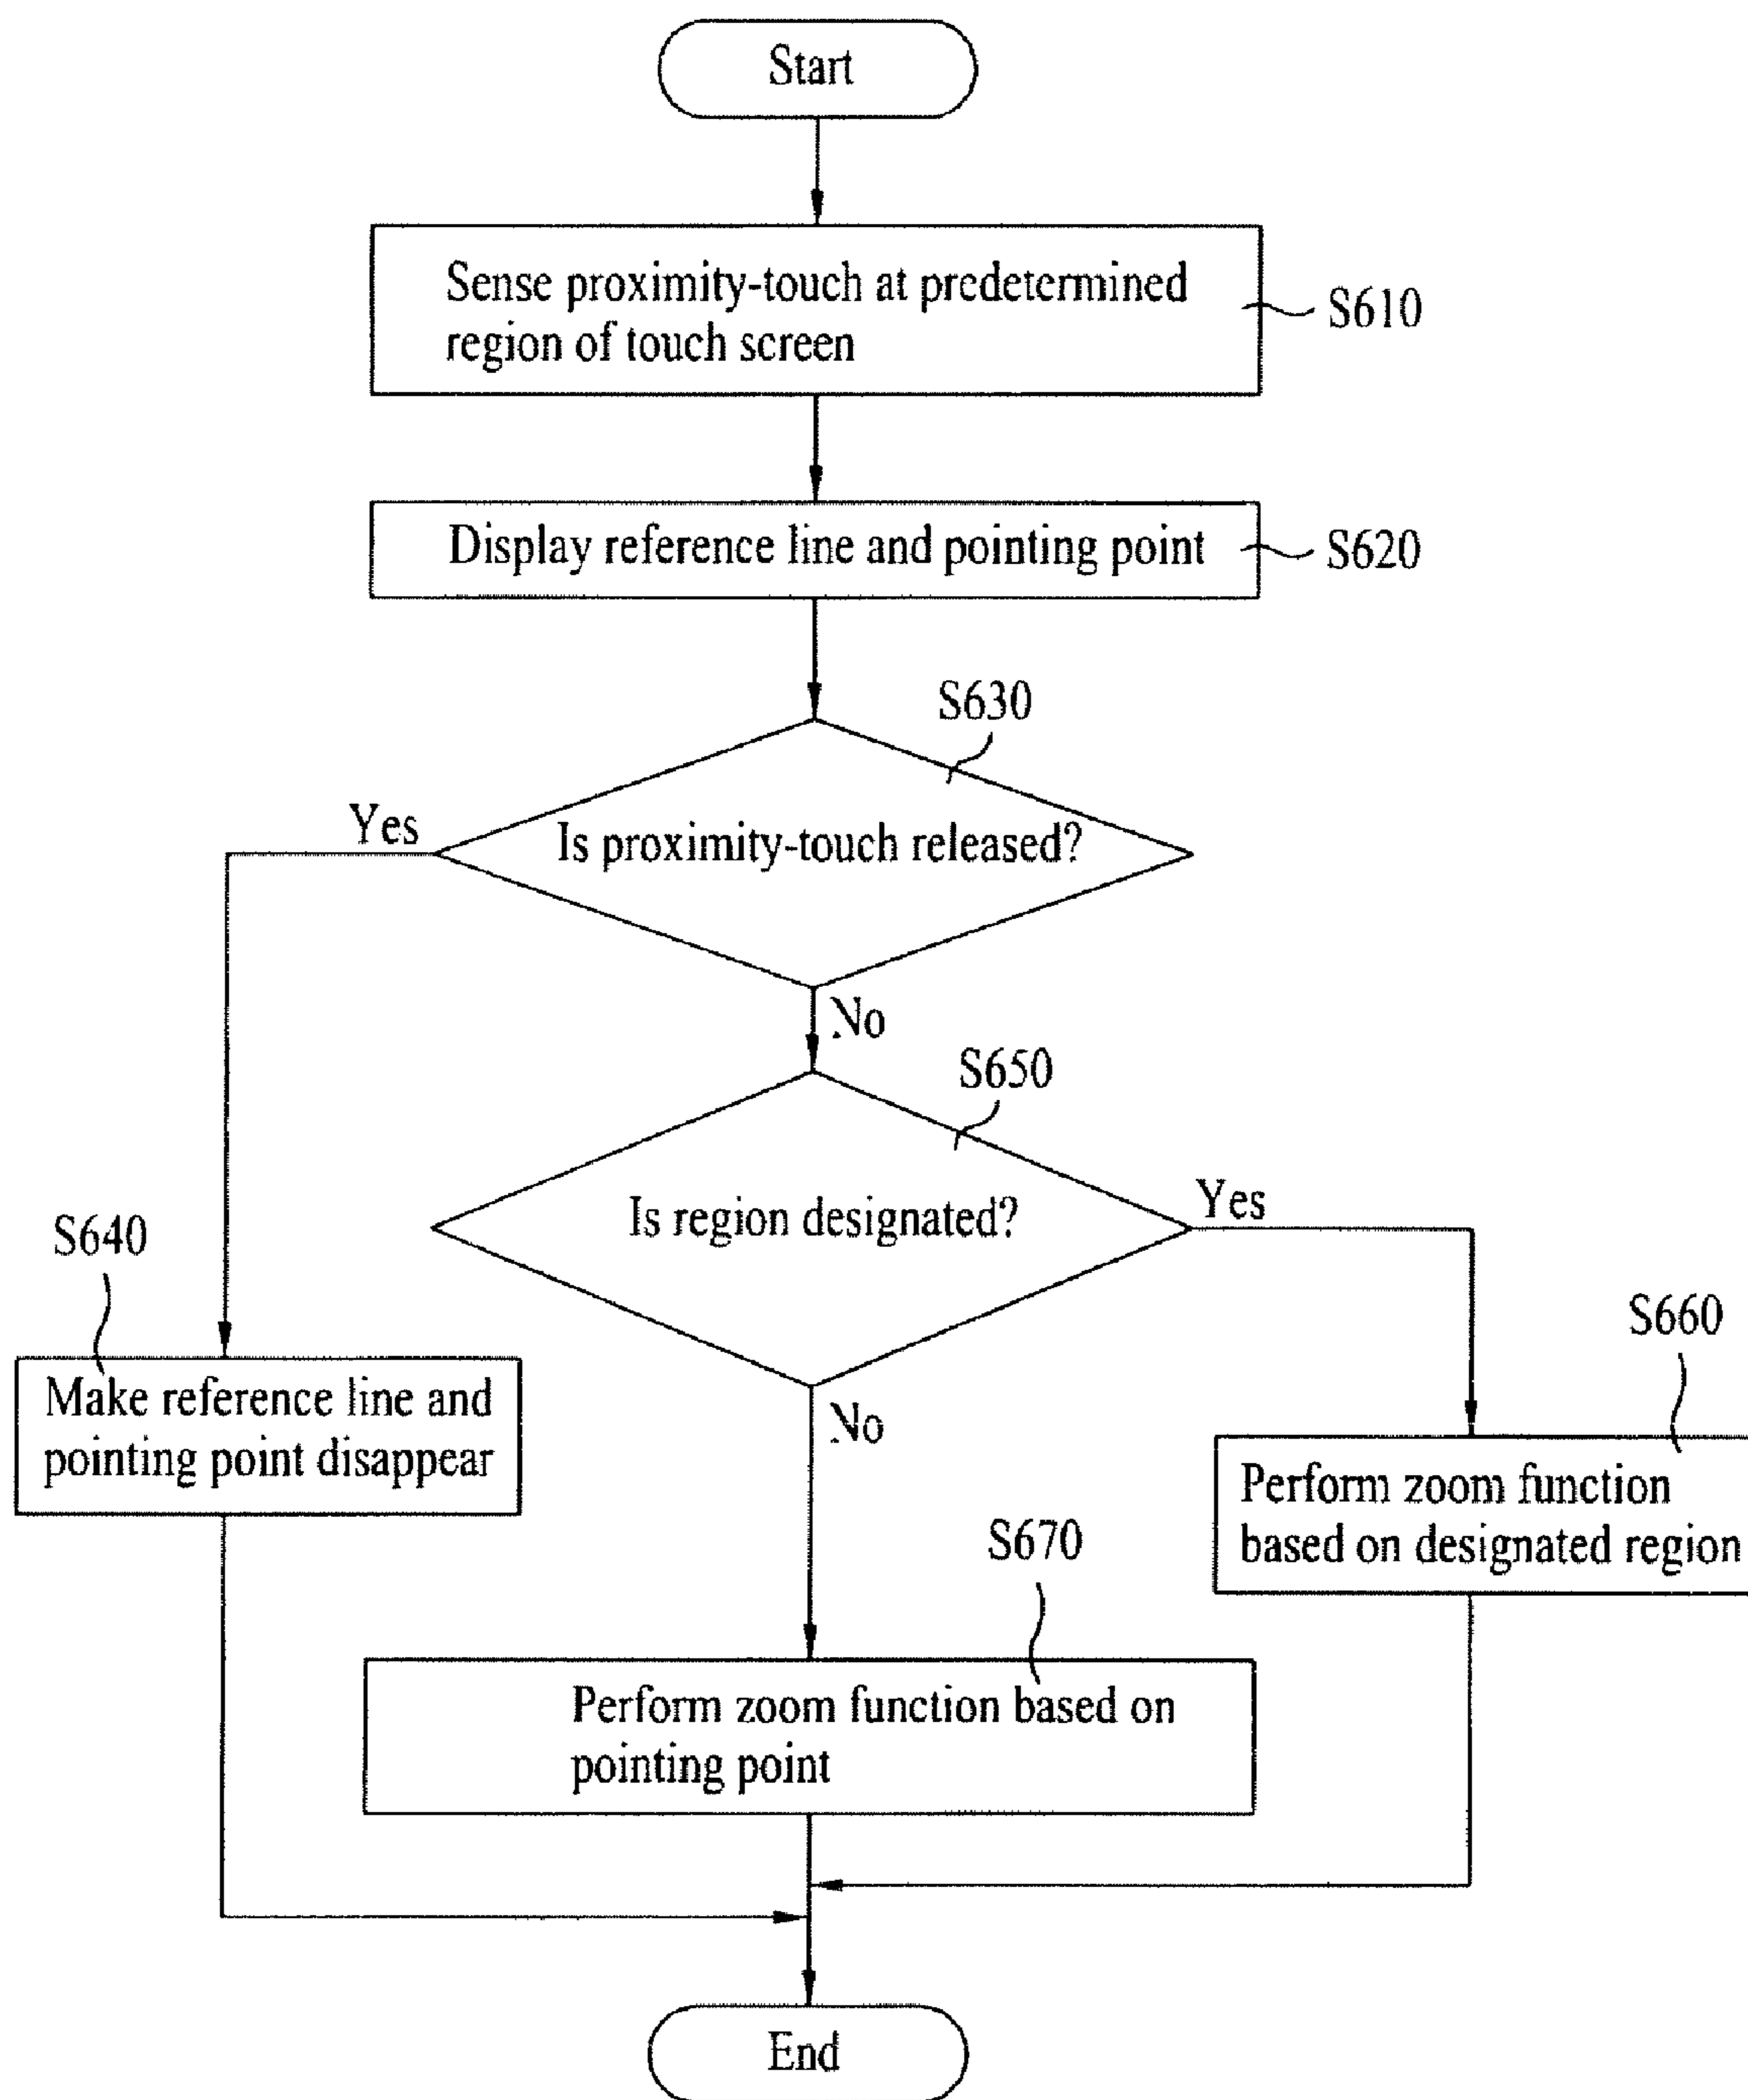 Start
Sense proximity-touch at predetermined
region of touch screen
S610
Display reference line and pointing point
S620
S630
Yes
Is proximity-touch released?
No
S650
Is region designated?
Yes
S640
Make reference line and
pointing point disappear
No
S660
Perform zoom function
based on designated region
S670
Perform zoom function based on
pointing point
End